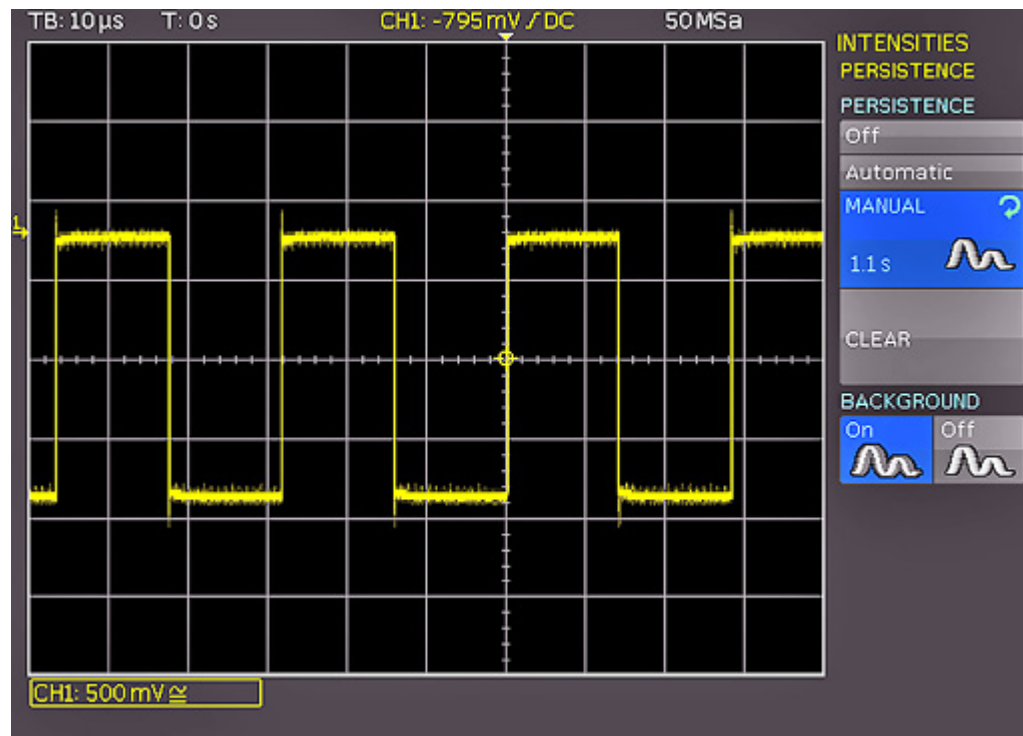 TB: 10 µs T: 0 s CH1: -795 mV / DC 50 MSa
INTENSITIES
PERSISTENCE
PERSISTENCE
Off
Automatic
MANUAL
1.1 s
CLEAR
BACKGROUND
On Off
1
CH1: 500 mV ≅